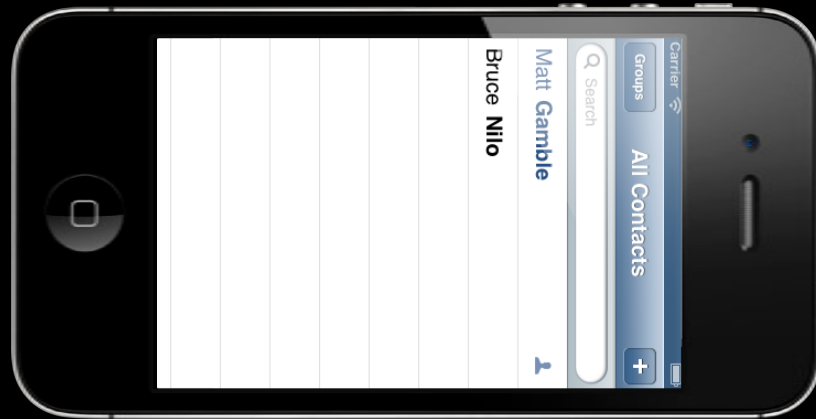 Carrier
Groups All Contacts +
Search
Matt Gamble
Bruce Nilo